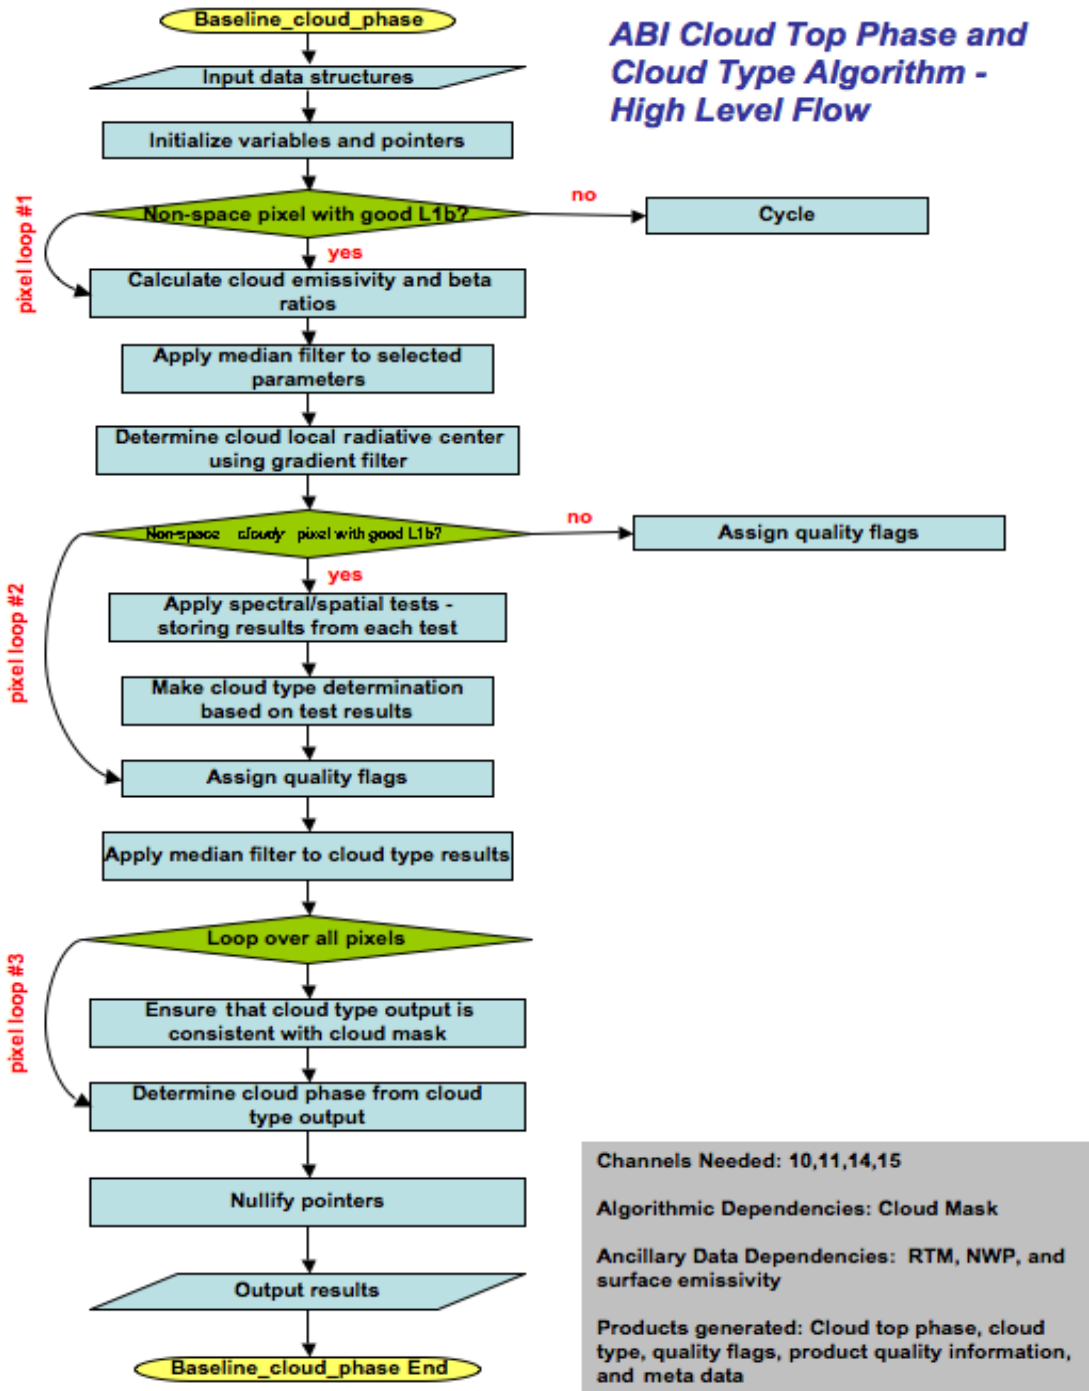 Baseline_cloud_phase
ABI Cloud Top Phase and
Cloud Type Algorithm -
High Level Flow
Input data structures
Initialize variables and pointers
pixel loop #1
Non-space pixel with good L1b?
no
Cycle
yes
Calculate cloud emissivity and beta
ratios
Apply median filter to selected
parameters
Determine cloud local radiative center
using gradient filter
pixel loop #2
Non-space cloudy pixel with good L1b?
no
Assign quality flags
yes
Apply spectral/spatial tests -
storing results from each test
Make cloud type determination
based on test results
Assign quality flags
Apply median filter to cloud type results
pixel loop #3
Loop over all pixels
Ensure that cloud type output is
consistent with cloud mask
Determine cloud phase from cloud
type output
Nullify pointers
Output results
Baseline_cloud_phase End
Channels Needed: 10,11,14,15
Algorithmic Dependencies: Cloud Mask
Ancillary Data Dependencies: RTM, NWP, and
surface emissivity
Products generated: Cloud top phase, cloud
type, quality flags, product quality information,
and meta data